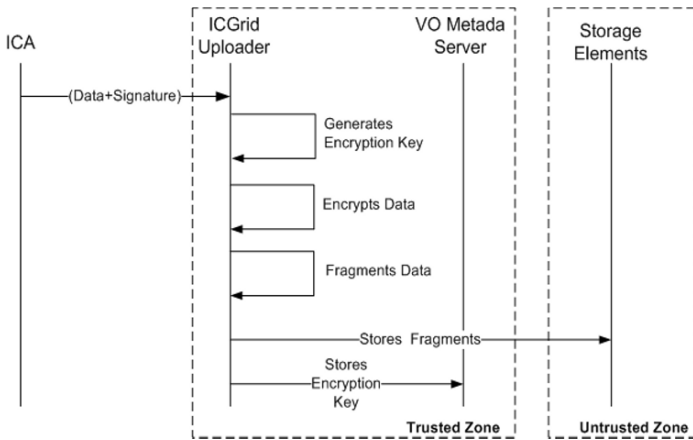 ICA
ICGrid
Uploader
VO Metada
Server
Storage
Elements
(Data+Signature)
Generates
Encryption Key
Encrypts Data
Fragments Data
Stores Fragments
Stores
Encryption
Key
Trusted Zone
Untrusted Zone